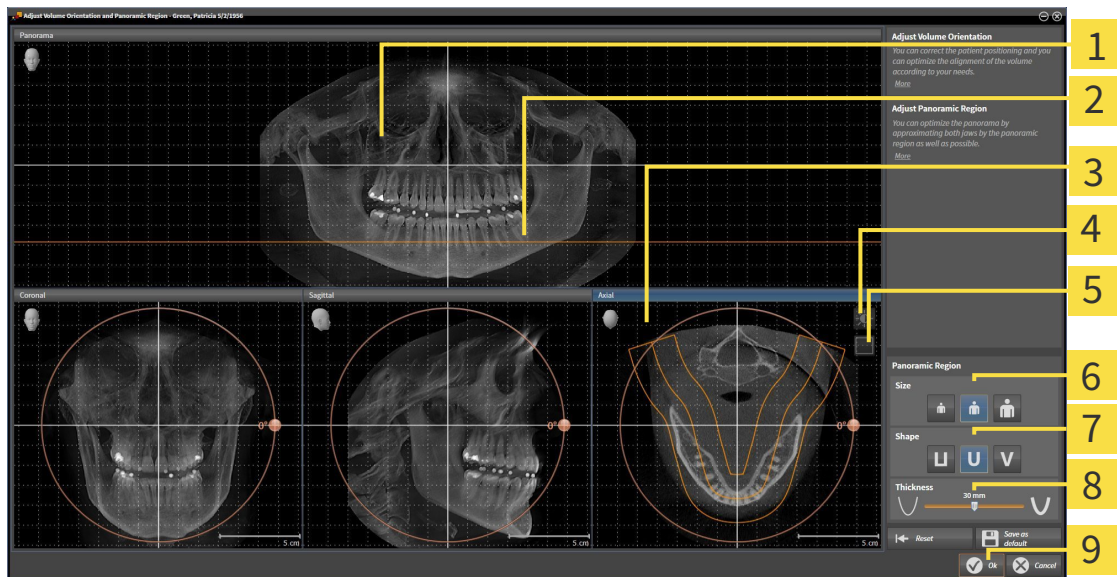 Adjust Volume Orientation and Panoramic Region - Green, Patricia 5/2/1956
Panorama
Adjust Volume Orientation
You can correct the patient positioning and you
can optimize the alignment of the volume
according to your needs.
More
Adjust Panoramic Region
You can optimize the panorama by
approximating both jaws by the panoramic
region as well as possible.
More
Coronal
Sagittal
Axial
0°
0°
0°
5 cm
5 cm
5 cm
Panoramic Region
Size
Shape
Thickness
30 mm
Reset
Save as
default
Ok
Cancel
1
2
3
4
5
6
7
8
9